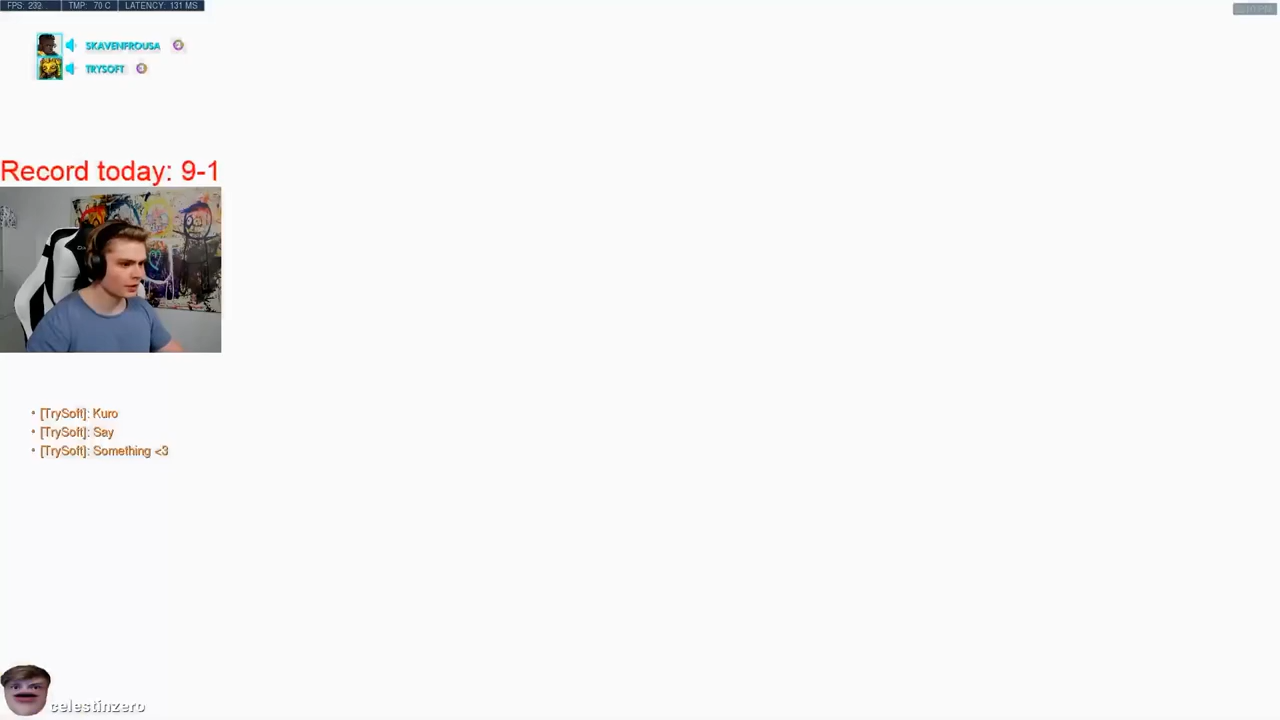 FPS: 232 TMP: 70 C LATENCY: 131 MS
SKAVENFROUSA
TRYSOFT
Record today: 9-1
• [TrySoft]: Kuro
• [TrySoft]: Say
• [TrySoft]: Something <3
celestinzero